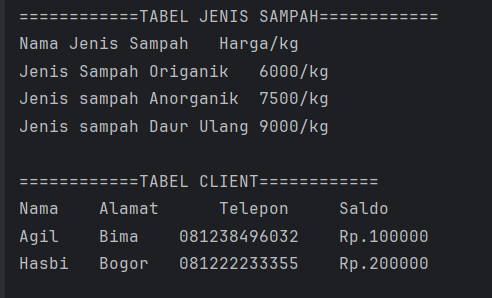 ============TABEL JENIS SAMPAH============
Nama Jenis Sampah   Harga/kg
Jenis Sampah Origanik   6000/kg
Jenis sampah Anorganik  7500/kg
Jenis sampah Daur Ulang 9000/kg
============TABEL CLIENT============
Nama    Alamat      Telepon     Saldo
Agil    Bima    081238496032    Rp.100000
Hasbi   Bogor   081222233355    Rp.200000